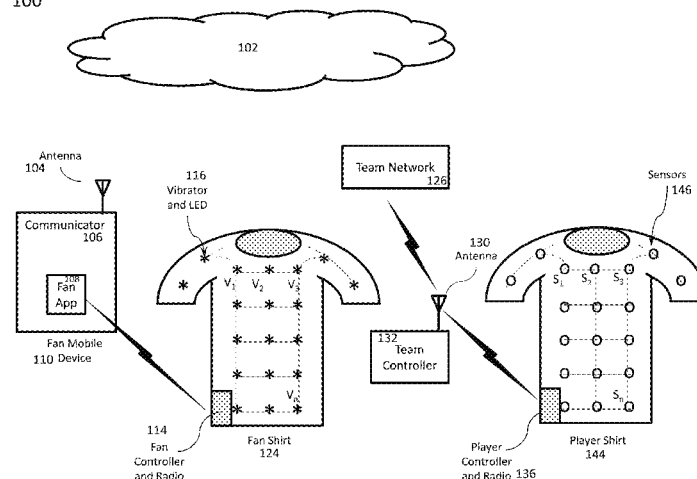 100
102
Antenna
104
Communicator
106
108
Fan
App
Fan Mobile
110 Device
116
Vibrator
and LED
V1 V2 V3
Vn
114
Fan
Controller
and Radio
Fan Shirt
124
Team Network
126
130
Antenna
132
Team
Controller
Sensors
146
S1 S2 S3
Sn
Player
Controller
and Radio 136
Player Shirt
144